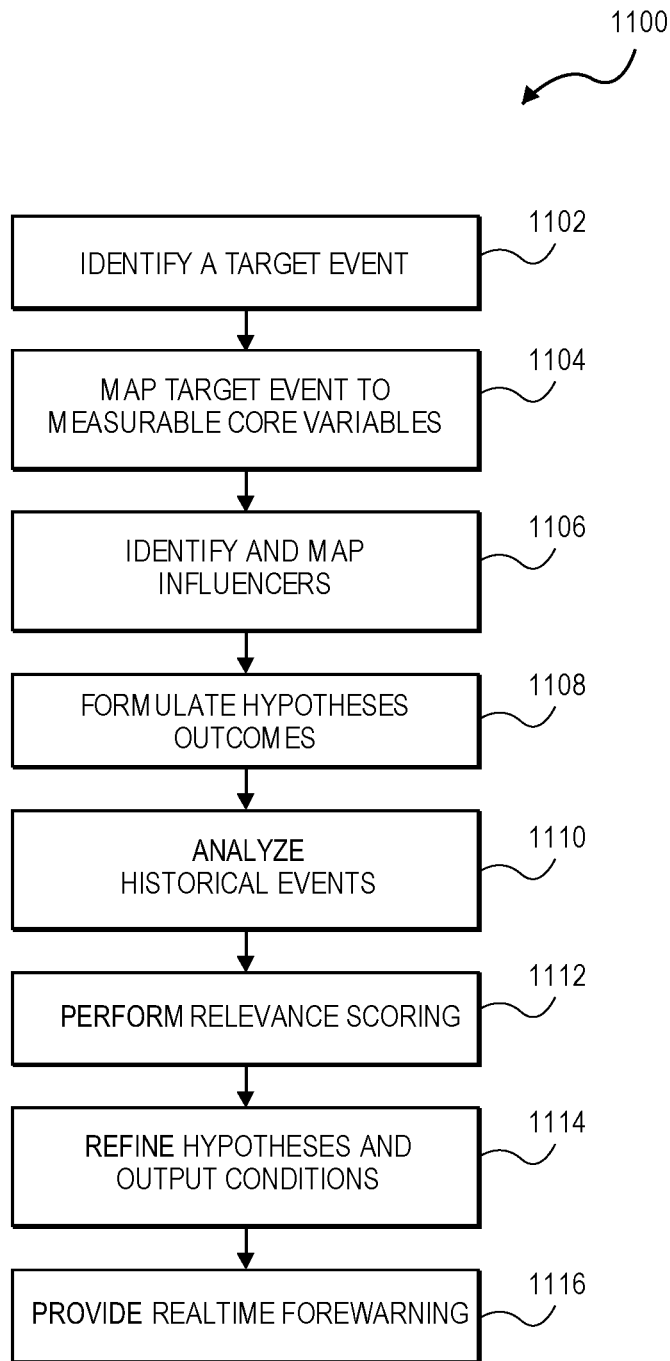 1100
1102
IDENTIFY A TARGET EVENT
1104
MAP TARGET EVENT TO
MEASURABLE CORE VARIABLES
1106
IDENTIFY AND MAP
INFLUENCERS
1108
FORMULATE HYPOTHESES
OUTCOMES
1110
ANALYZE
HISTORICAL EVENTS
1112
PERFORM RELEVANCE SCORING
1114
REFINE HYPOTHESES AND
OUTPUT CONDITIONS
1116
PROVIDE REALTIME FOREWARNING